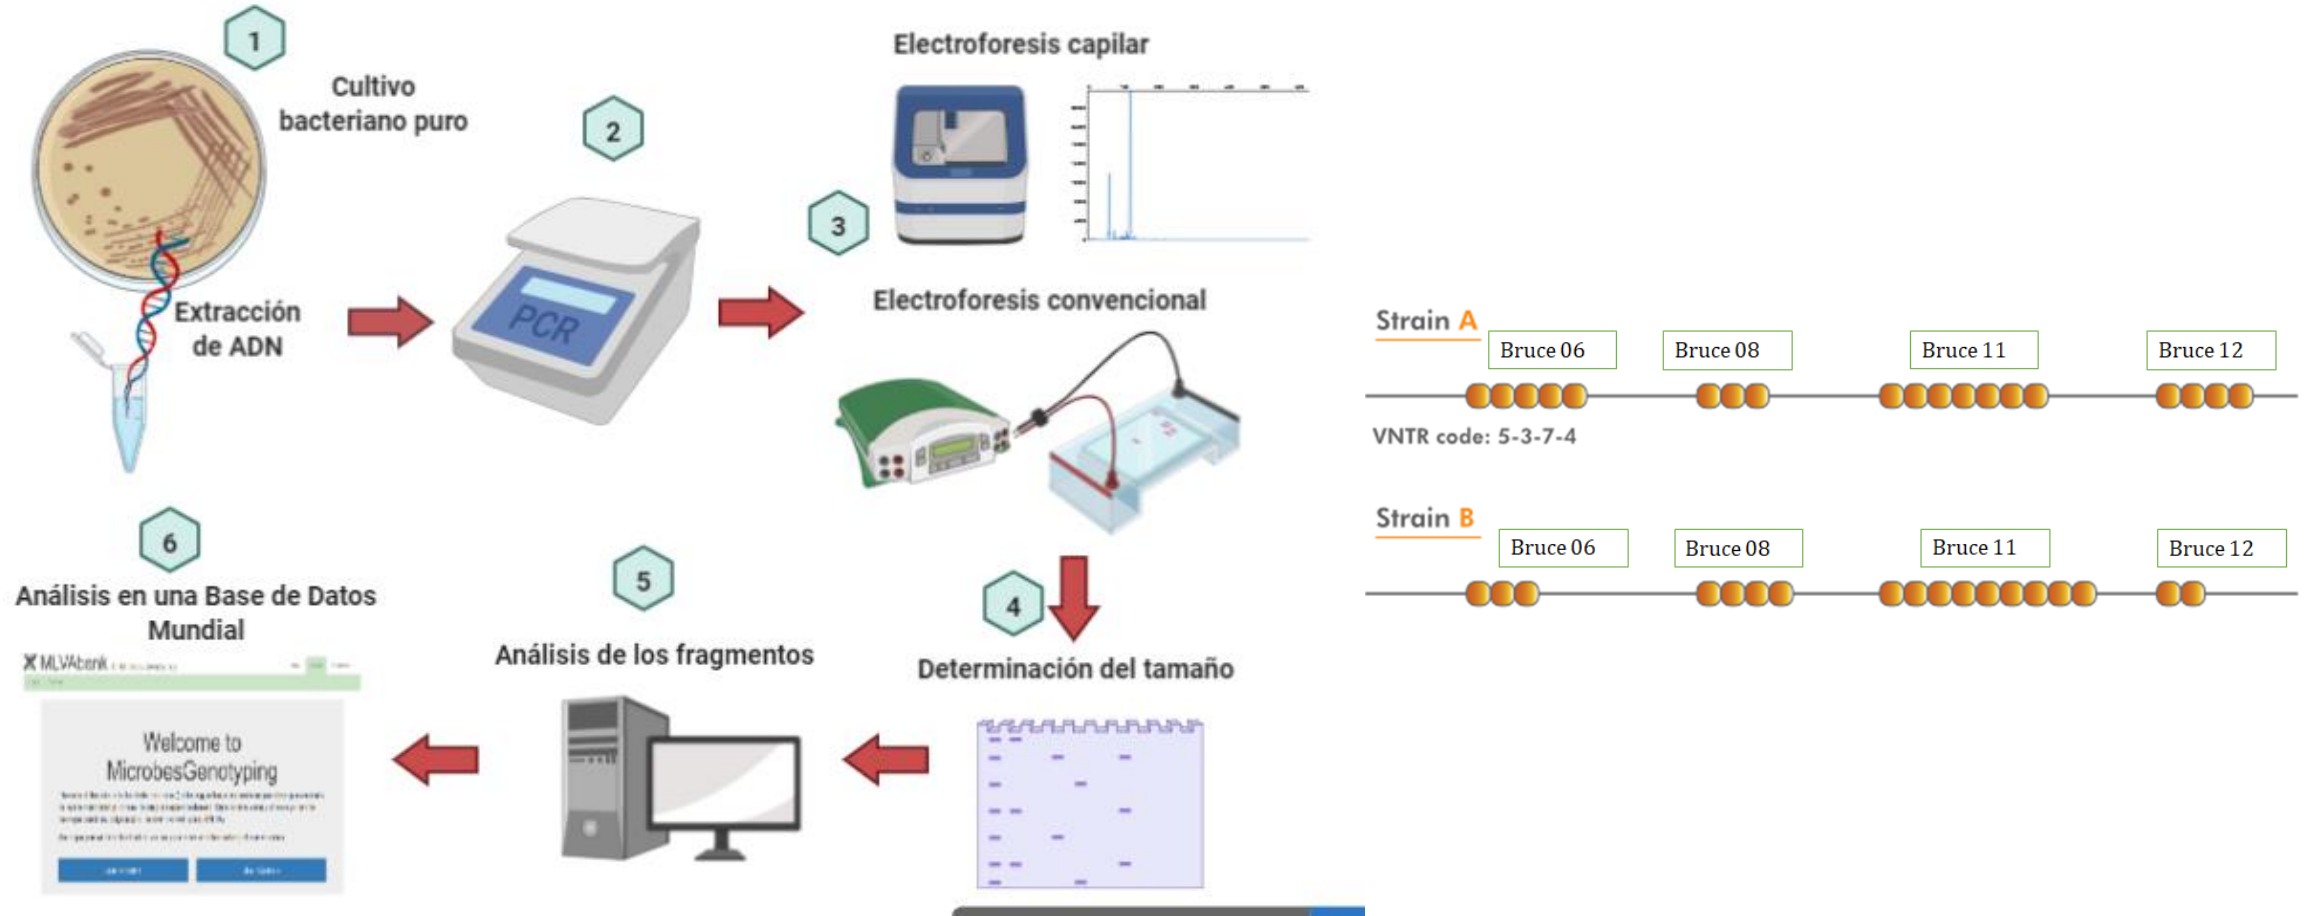 1
Cultivo
bacteriano puro
Extracción
de ADN
2
PCR
3
Electroforesis capilar
Electroforesis convencional
4
Determinación del tamaño
5
Análisis de los fragmentos
6
Análisis en una Base de Datos
Mundial
MLVAbank
Welcome to
MicrobesGenotyping
Strain A
Bruce 06
Bruce 08
Bruce 11
Bruce 12
VNTR code: 5-3-7-4
Strain B
Bruce 06
Bruce 08
Bruce 11
Bruce 12